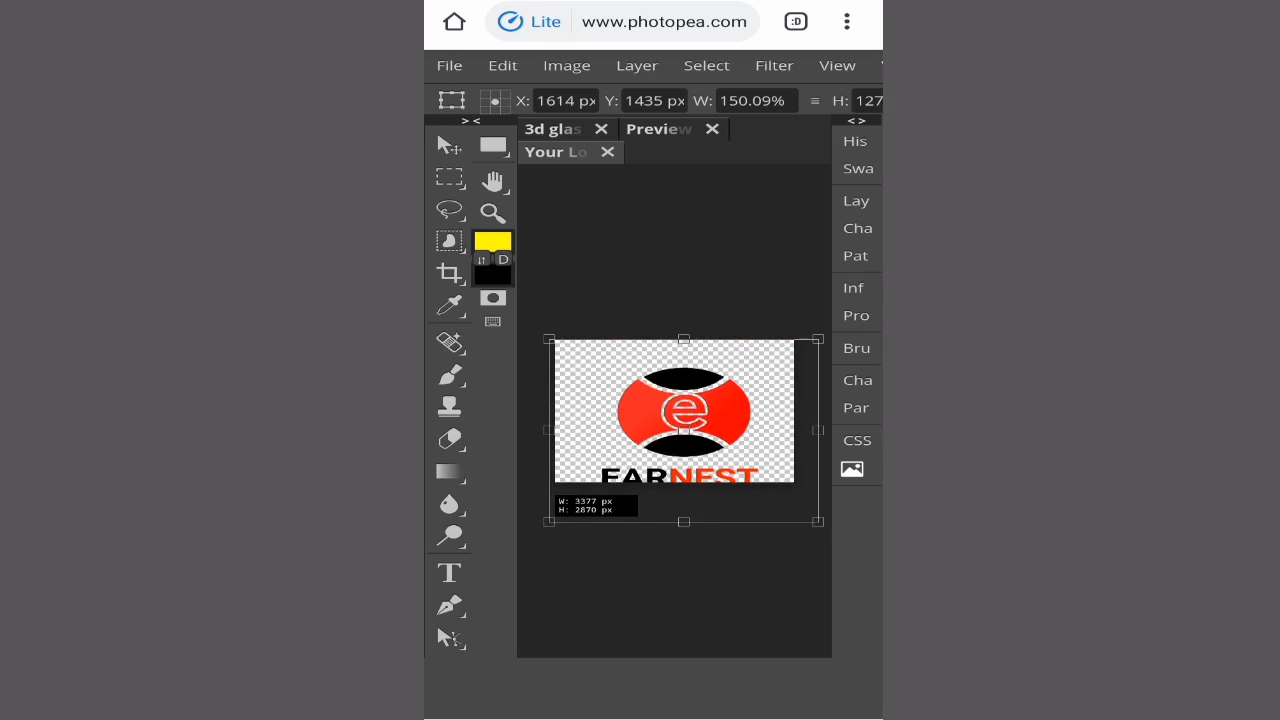 :D
Lite
www.photopea.com
File Edit Image Layer Select Filter View
X: 1614 px Y: 1435 px W: 150.09% H: 127
> < < >
3d glas Preview
Your Lo
His
Swa
Lay
Cha
Pat
Inf
Pro
Bru
Cha
Par
CSS
D
e
EARNEST
W: 3377 px
H: 2870 px
T